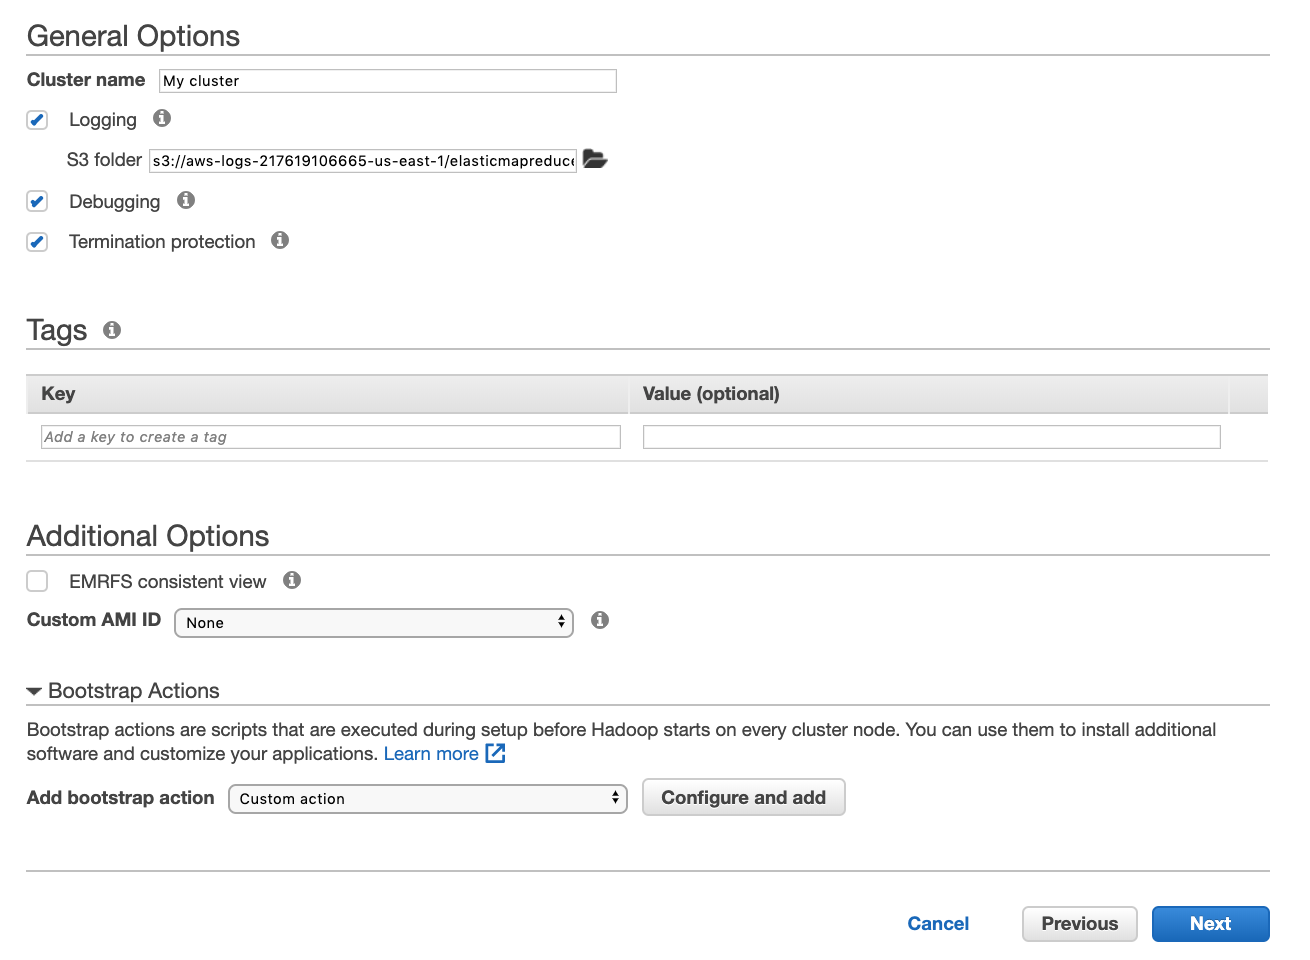 General Options
Cluster name My cluster
Logging
S3 folder s3://aws-logs-217619106665-us-east-1/elasticmapreduce
Debugging
Termination protection
Tags
Key Value (optional)
Add a key to create a tag
Additional Options
EMRFS consistent view
Custom AMI ID None
Bootstrap Actions
Bootstrap actions are scripts that are executed during setup before Hadoop starts on every cluster node. You can use them to install additional
software and customize your applications. Learn more
Add bootstrap action Custom action Configure and add
Cancel Previous Next